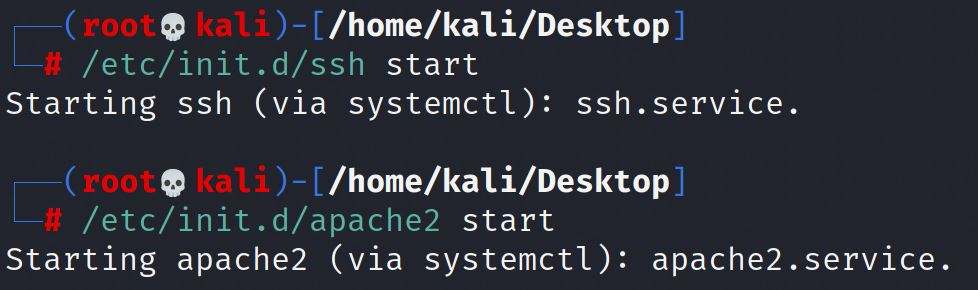 ┌──(root💀kali)-[/home/kali/Desktop]
└─# /etc/init.d/ssh start
Starting ssh (via systemctl): ssh.service.
┌──(root💀kali)-[/home/kali/Desktop]
└─# /etc/init.d/apache2 start
Starting apache2 (via systemctl): apache2.service.